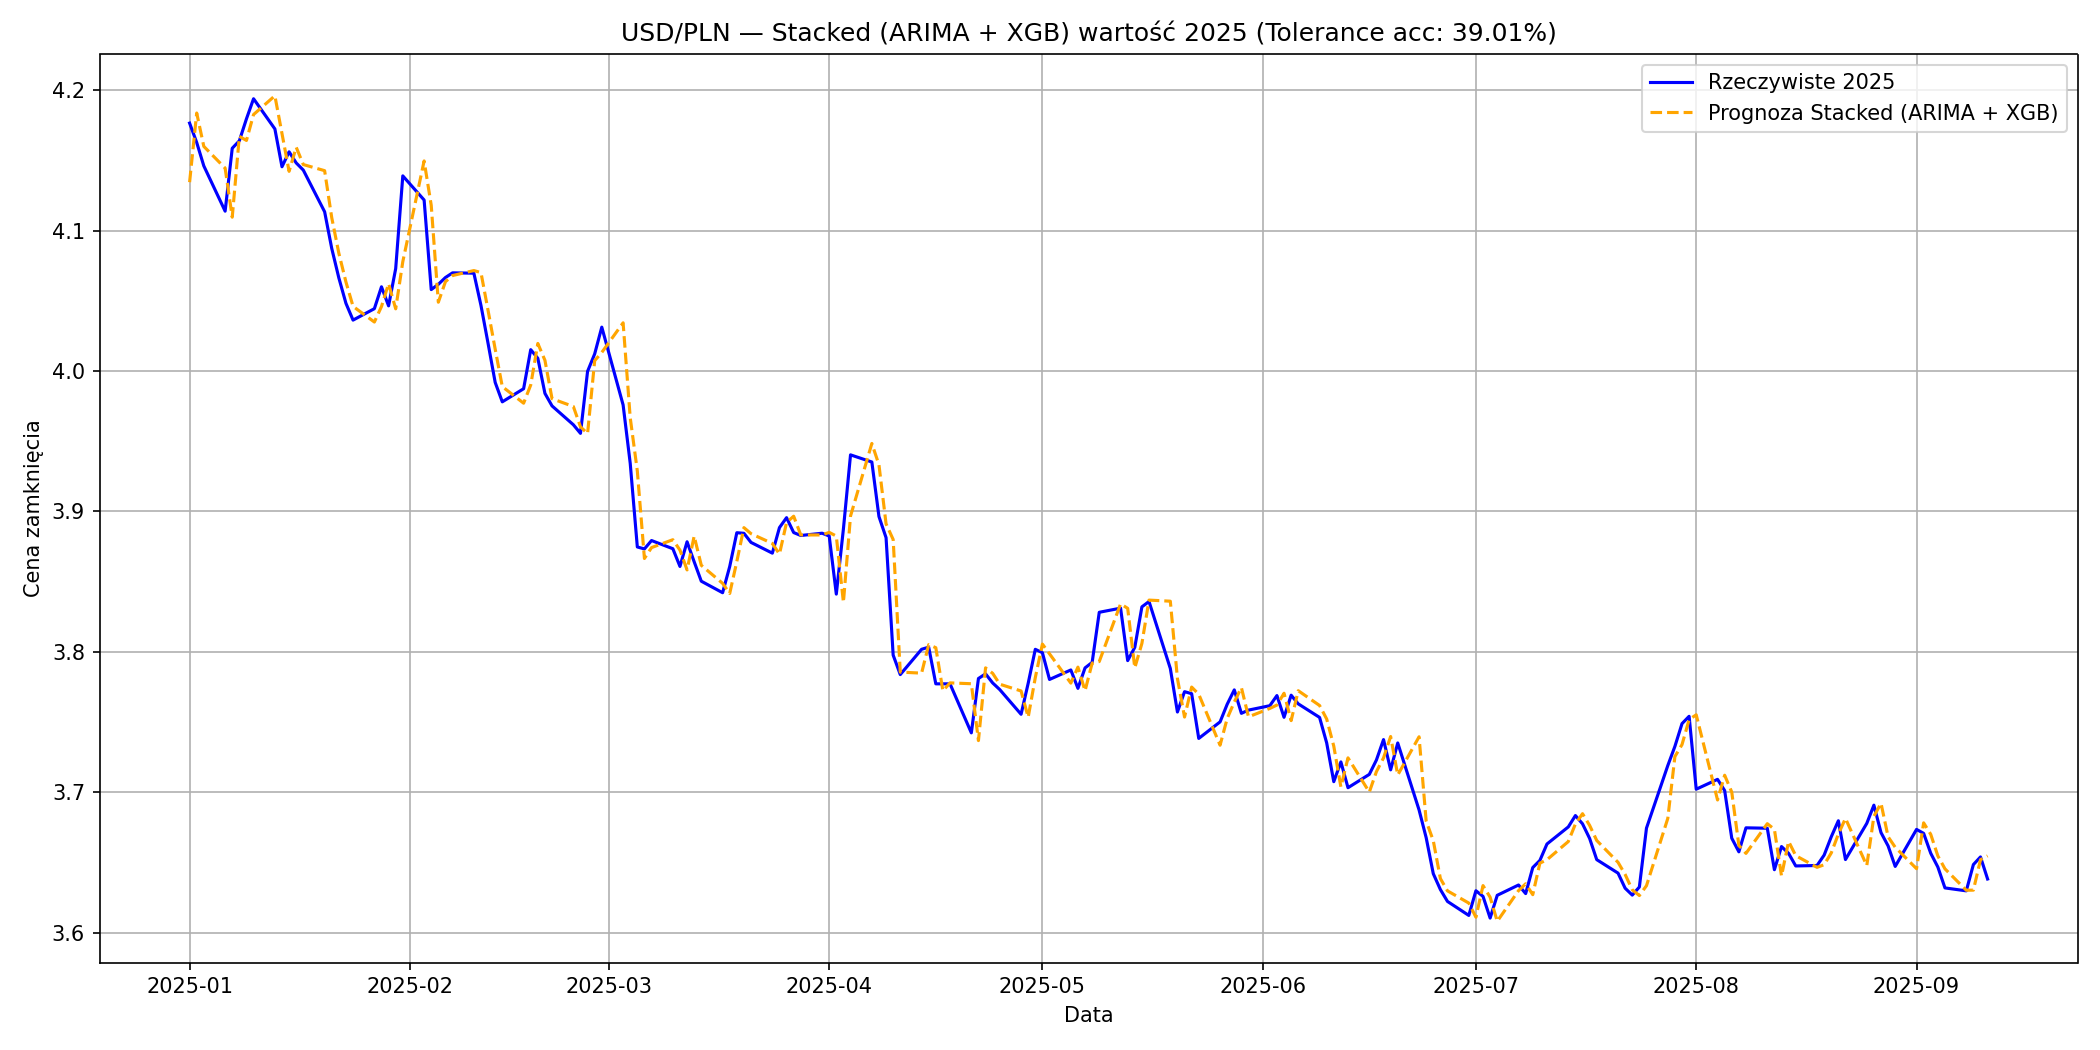 USD/PLN — Stacked (ARIMA + XGB) wartość 2025 (Tolerance acc: 39.01%)
Rzeczywiste 2025
Prognoza Stacked (ARIMA + XGB)
Cena zamknięcia
4.2
4.1
4.0
3.9
3.8
3.7
3.6
2025-01 2025-02 2025-03 2025-04 2025-05 2025-06 2025-07 2025-08 2025-09
Data